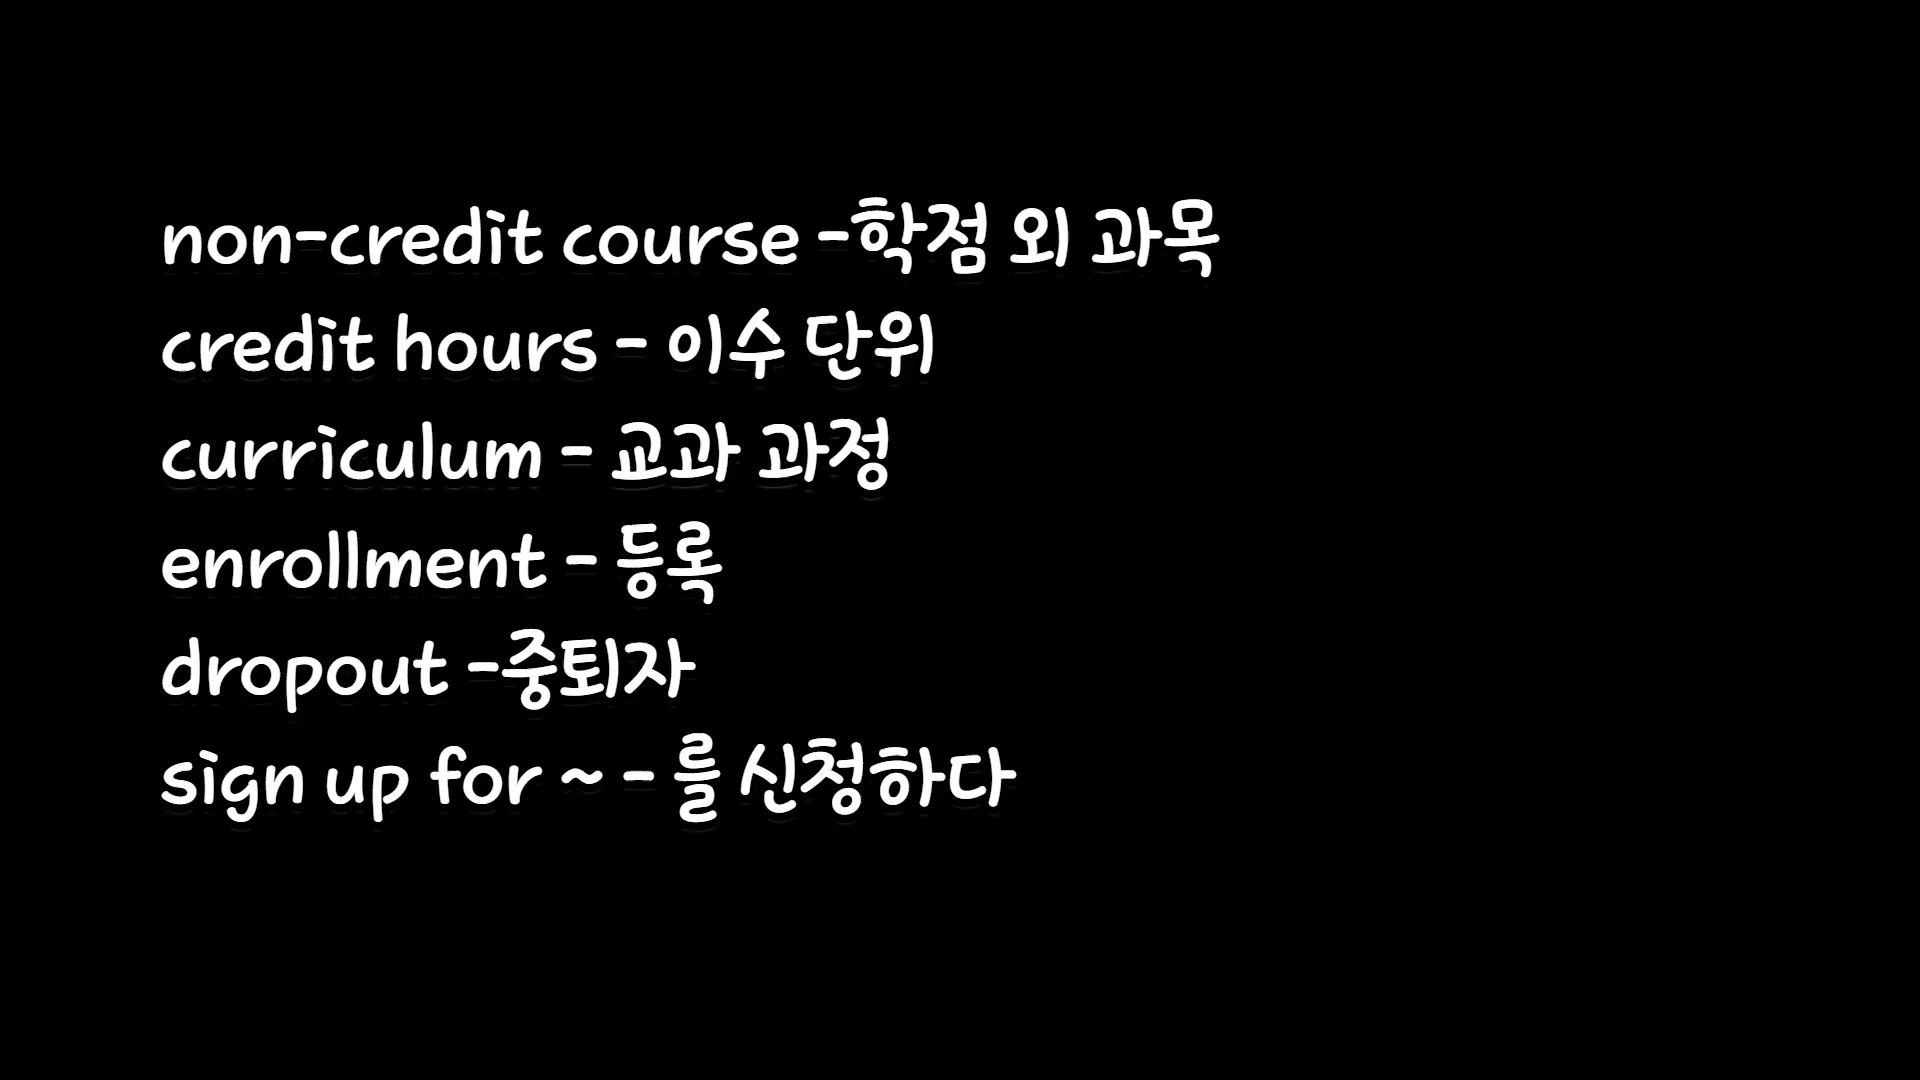 non-credit course -학점 외 과목
credit hours - 이수 단위
curriculum - 교과 과정
enrollment - 등록
dropout -중퇴자
sign up for ~ - 를 신청하다